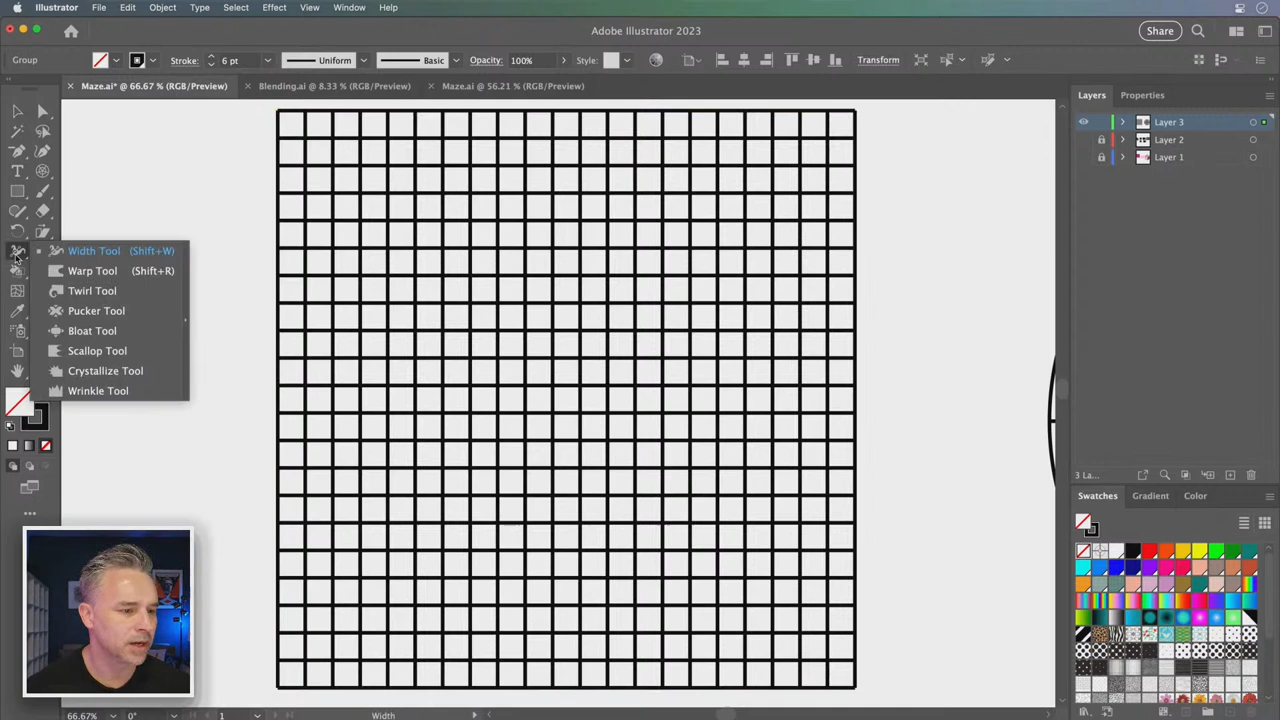 Illustrator File Edit Object Type Select Effect View Window Help
Adobe Illustrator 2023
Share
Group
Stroke:
6 pt
Uniform
Basic
Opacity:
100%
Style:
Transform
Maze.ai* @ 66.67 % (RGB/Preview)
Blending.ai @ 8.33 % (RGB/Preview)
Maze.ai @ 56.21 % (RGB/Preview)
Layers
Properties
Layer 3
Layer 2
Layer 1
Width Tool (Shift+W)
Warp Tool (Shift+R)
Twirl Tool
Pucker Tool
Bloat Tool
Scallop Tool
Crystallize Tool
Wrinkle Tool
3 La...
Swatches
Gradient
Color
66.67%
0°
1
Width